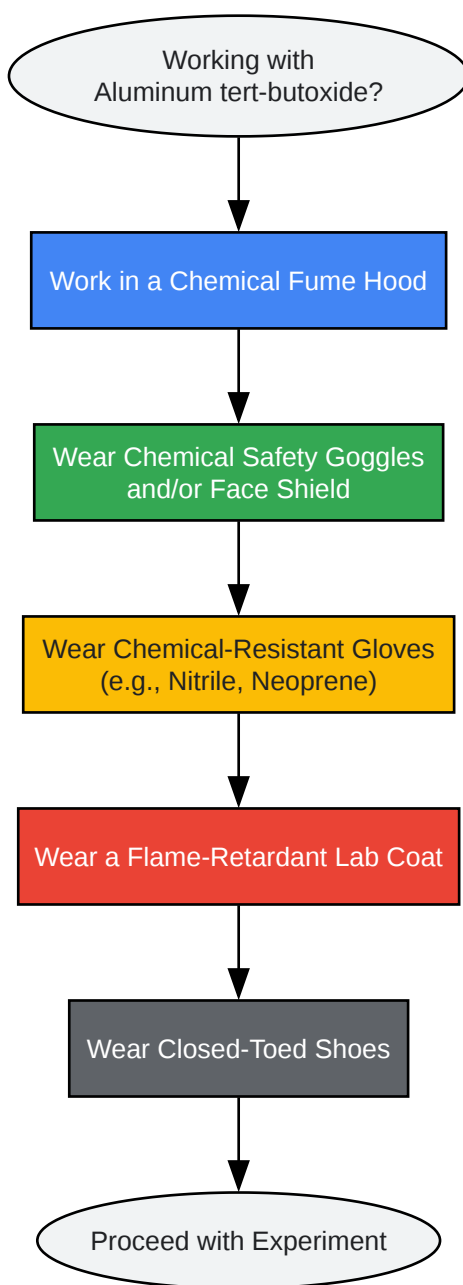 Working with
Aluminum tert-butoxide?
Work in a Chemical Fume Hood
Wear Chemical Safety Goggles
and/or Face Shield
Wear Chemical-Resistant Gloves
(e.g., Nitrile, Neoprene)
Wear a Flame-Retardant Lab Coat
Wear Closed-Toed Shoes
Proceed with Experiment